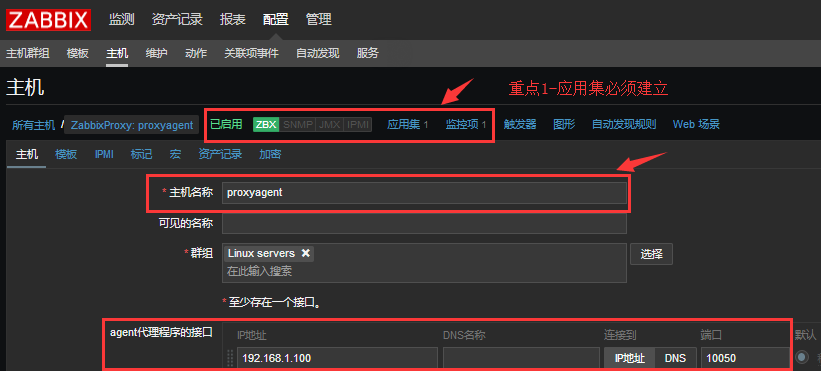 ZABBIX 监测 资产记录 报表 配置 管理
主机群组 模板 主机 维护 动作 关联项事件 自动发现 服务
主机
重点1-应用集必须建立
所有主机 / ZabbixProxy: proxyagent 已启用 ZBX SNMP JMX IPMI 应用集 1 监控项 1 触发器 图形 自动发现规则 Web 场景
主机 模板 IPMI 标记 宏 资产记录 加密
* 主机名称 proxyagent
可见的名称
* 群组 Linux servers ✖ 选择
在此输入搜索
* 至少存在一个接口。
agent代理程序的接口 IP地址 DNS名称 连接到 端口 默认
192.168.1.100 IP地址 DNS 10050